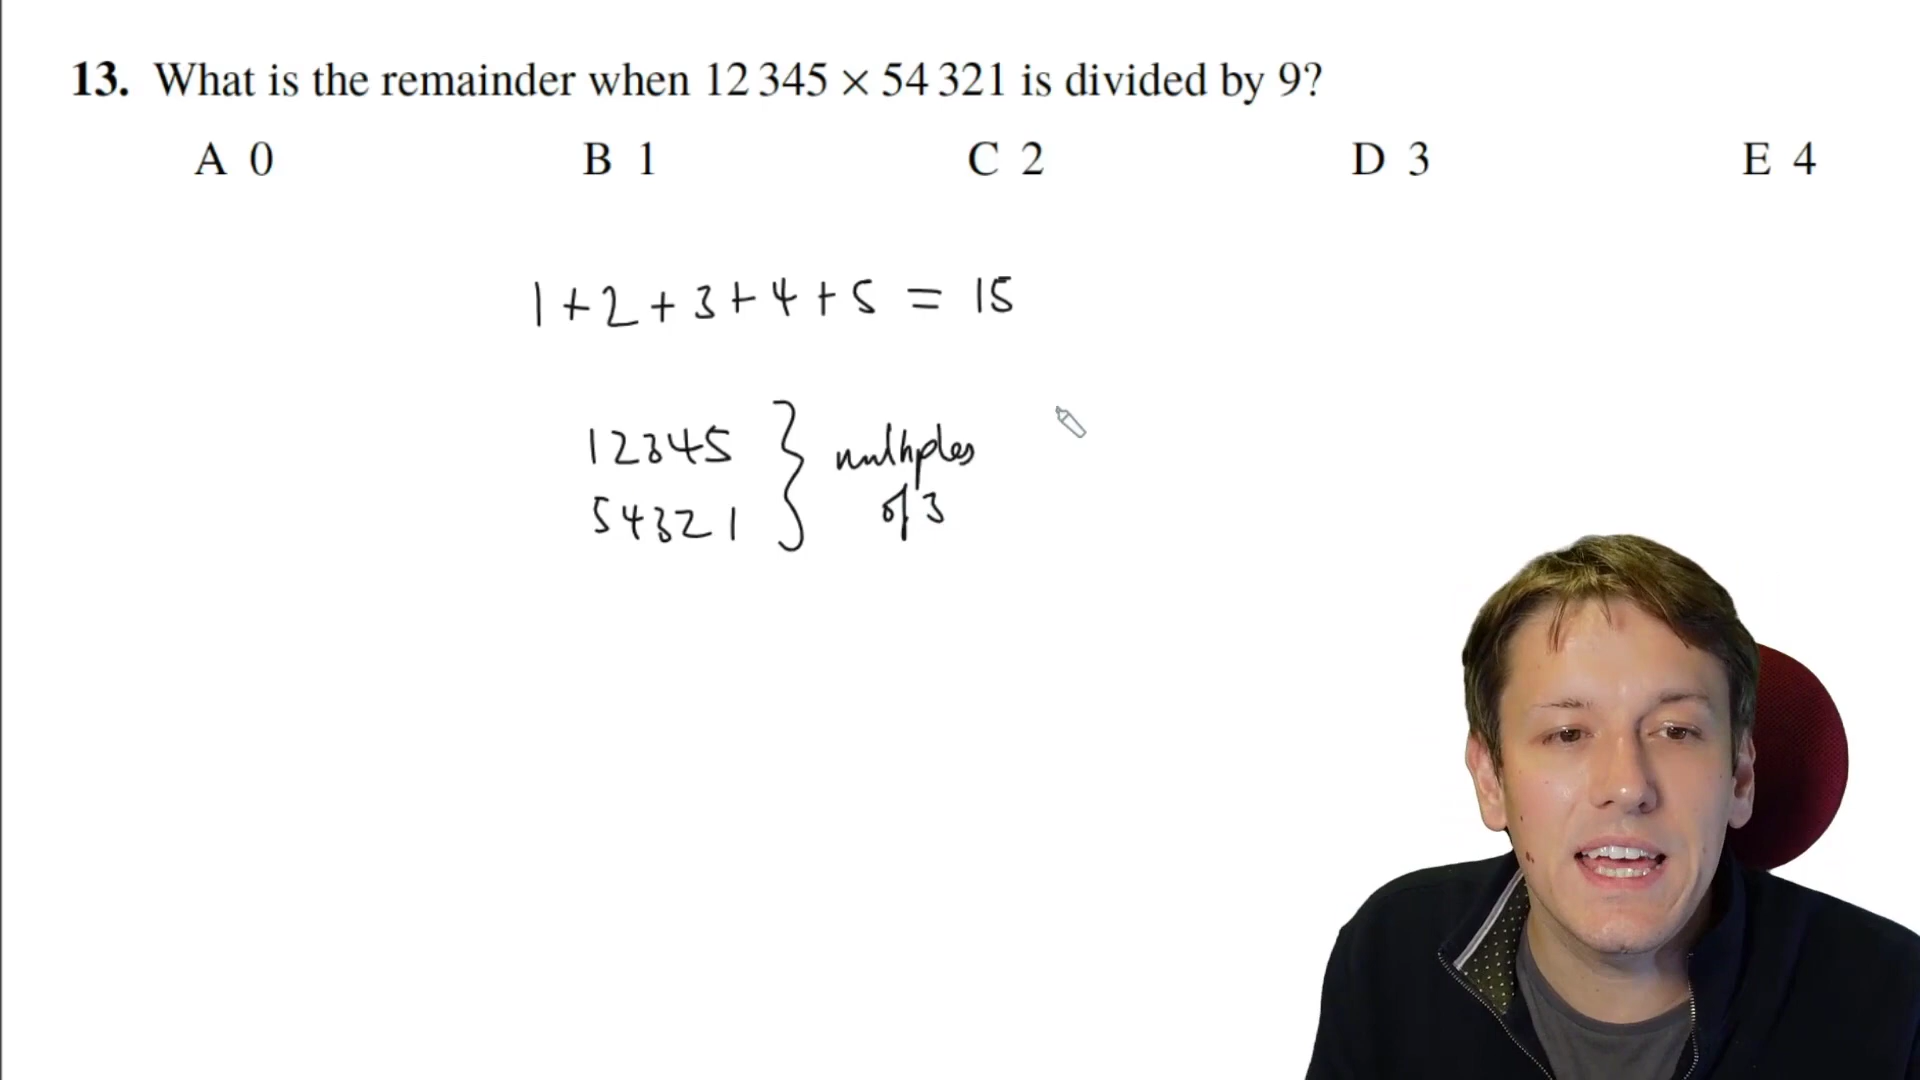 13. What is the remainder when 12 345 × 54 321 is divided by 9?
A 0 B 1 C 2 D 3 E 4
1 + 2 + 3 + 4 + 5 = 15
12345 } multiples
54321 of 3